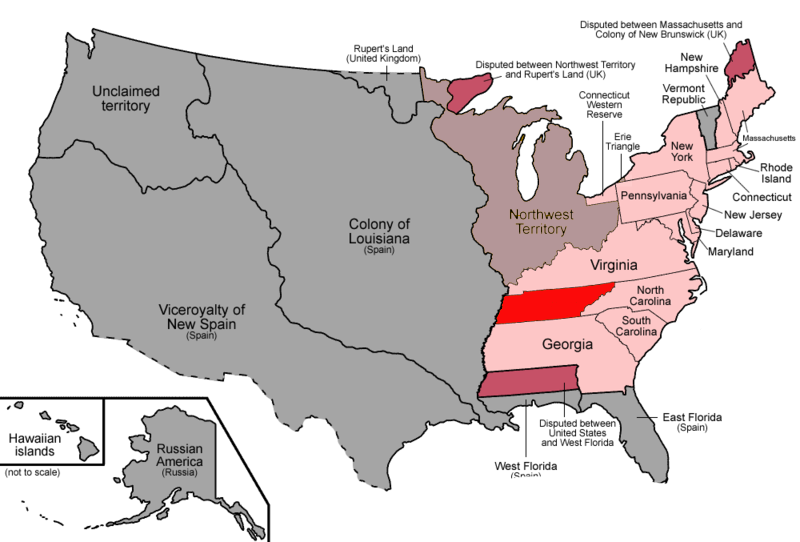 Disputed between Massachusetts and
Colony of New Brunswick (UK)
Rupert's Land
(United Kingdom)
Disputed between Northwest Territory
and Rupert's Land (UK)
New
Hampshire
Vermont
Republic
Unclaimed
territory
Connecticut
Western
Reserve
Erie
Triangle
Massachusetts
New
York
Rhode
Island
Pennsylvania
Connecticut
New Jersey
Northwest
Territory
Colony of
Louisiana
(Spain)
Delaware
Maryland
Virginia
North
Carolina
Viceroyalty of
New Spain
(Spain)
South
Carolina
Georgia
East Florida
(Spain)
Disputed between
United States
and West Florida
West Florida
(Spain)
Hawaiian
islands
(not to scale)
Russian
America
(Russia)